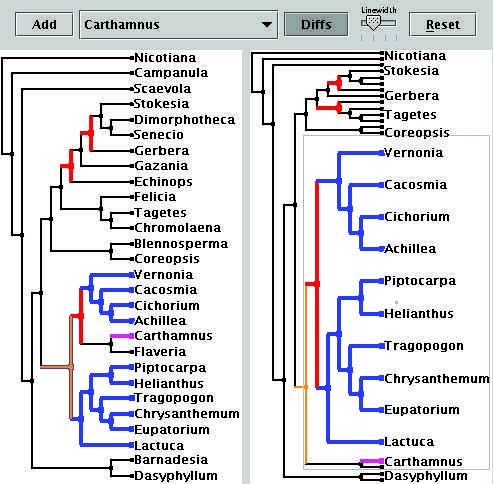 Add
Carthamnus
Diffs
Linewidth
Reset
Nicotiana
Campanula
Scaevola
Stokesia
Dimorphotheca
Senecio
Gerbera
Gazania
Echinops
Felicia
Tagetes
Chromolaena
Blennosperma
Coreopsis
Vernonia
Cacosmia
Cichorium
Achillea
Carthamnus
Flaveria
Piptocarpa
Helianthus
Tragopogon
Chrysanthemum
Eupatorium
Lactuca
Barnadesia
Dasyphyllum
Nicotiana
Stokesia
Gerbera
Tagetes
Coreopsis
Vernonia
Cacosmia
Cichorium
Achillea
Piptocarpa
Helianthus
Tragopogon
Chrysanthemum
Eupatorium
Lactuca
Carthamnus
Dasyphyllum